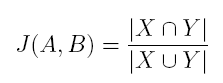 J(A, B) = |X ∩ Y| / |X ∪ Y|